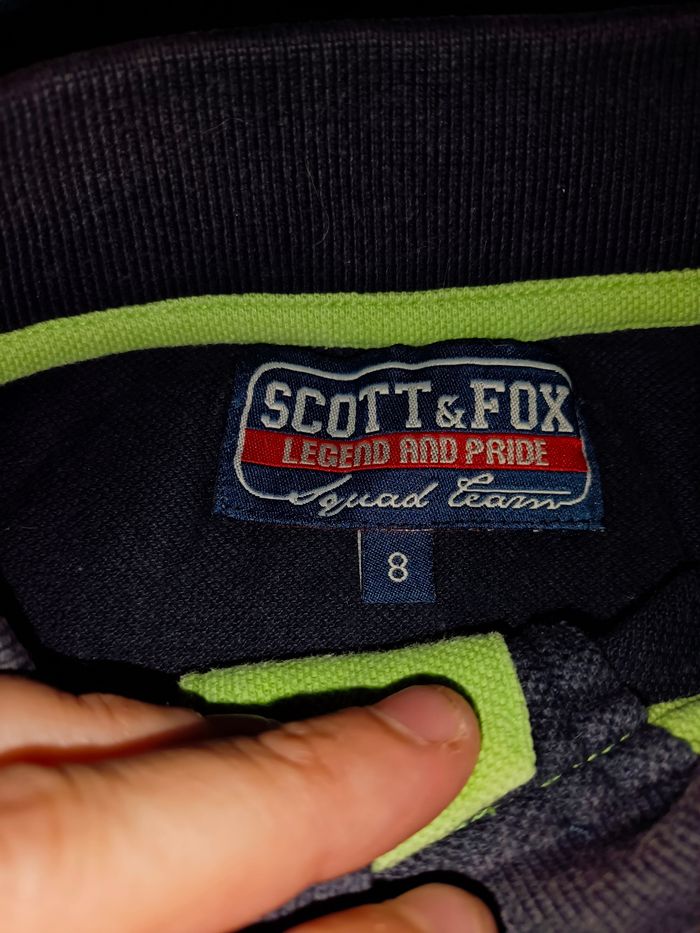 SCOTT & FOX
LEGEND AND PRIDE
Squad Team
8